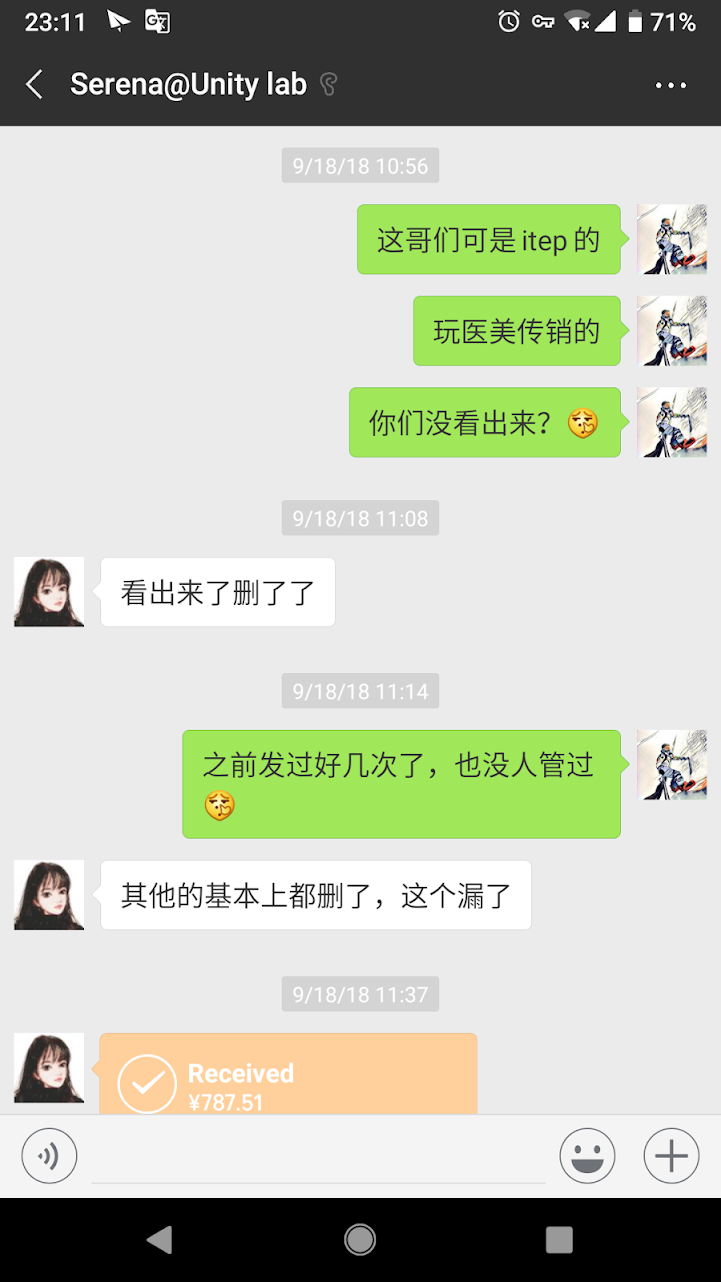 23:11
71%
Serena@Unity lab
9/18/18 10:56
这哥们可是itep的
玩医美传销的
你们没看出来？
9/18/18 11:08
看出来了删了了
9/18/18 11:14
之前发过好几次了，也没人管过
其他的基本上都删了，这个漏了
9/18/18 11:37
Received
¥787.51